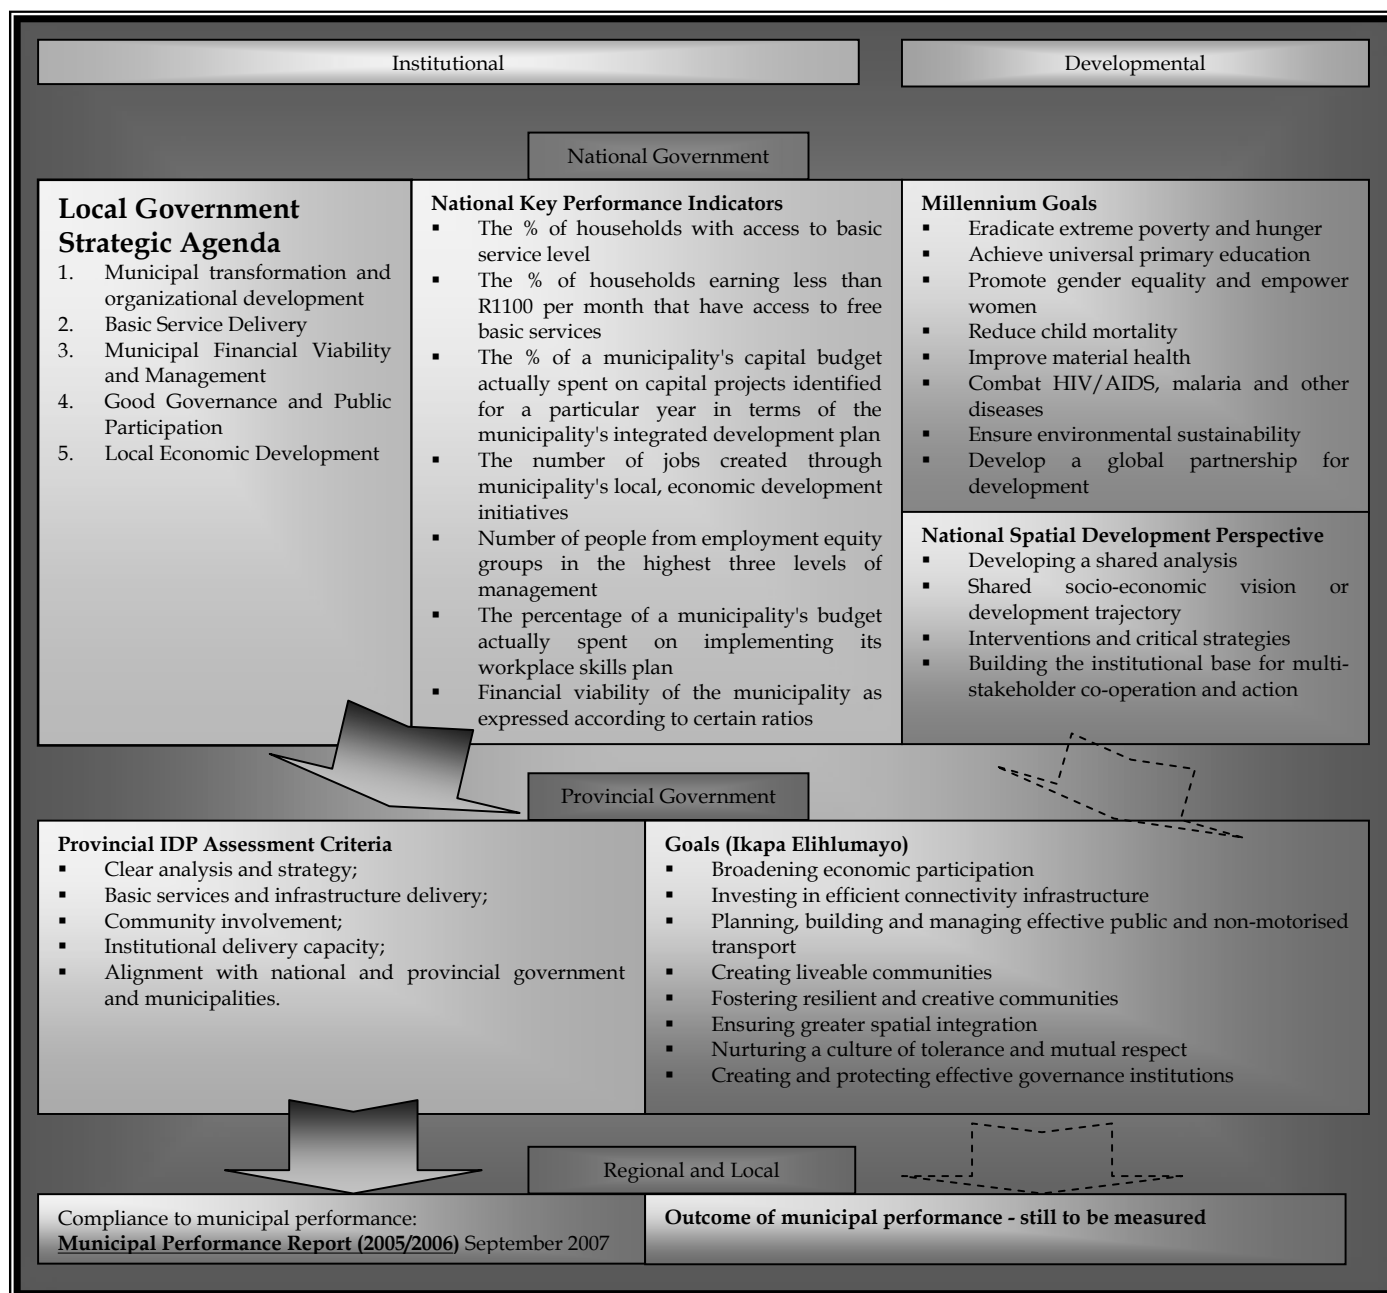 Institutional
Developmental
National Government
Local Government
Strategic Agenda
1. Municipal transformation and
organizational development
2. Basic Service Delivery
3. Municipal Financial Viability
and Management
4. Good Governance and Public
Participation
5. Local Economic Development
National Key Performance Indicators
▪ The % of households with access to basic
service level
▪ The % of households earning less than
R1100 per month that have access to free
basic services
▪ The % of a municipality's capital budget
actually spent on capital projects identified
for a particular year in terms of the
municipality's integrated development plan
▪ The number of jobs created through
municipality's local, economic development
initiatives
▪ Number of people from employment equity
groups in the highest three levels of
management
▪ The percentage of a municipality's budget
actually spent on implementing its
workplace skills plan
▪ Financial viability of the municipality as
expressed according to certain ratios
Millennium Goals
▪ Eradicate extreme poverty and hunger
▪ Achieve universal primary education
▪ Promote gender equality and empower
women
▪ Reduce child mortality
▪ Improve material health
▪ Combat HIV/AIDS, malaria and other
diseases
▪ Ensure environmental sustainability
▪ Develop a global partnership for
development
National Spatial Development Perspective
▪ Developing a shared analysis
▪ Shared socio-economic vision or
development trajectory
▪ Interventions and critical strategies
▪ Building the institutional base for multi-
stakeholder co-operation and action
Provincial Government
Provincial IDP Assessment Criteria
▪ Clear analysis and strategy;
▪ Basic services and infrastructure delivery;
▪ Community involvement;
▪ Institutional delivery capacity;
▪ Alignment with national and provincial government
and municipalities.
Goals (Ikapa Elihlumayo)
▪ Broadening economic participation
▪ Investing in efficient connectivity infrastructure
▪ Planning, building and managing effective public and non-motorised
transport
▪ Creating liveable communities
▪ Fostering resilient and creative communities
▪ Ensuring greater spatial integration
▪ Nurturing a culture of tolerance and mutual respect
▪ Creating and protecting effective governance institutions
Regional and Local
Compliance to municipal performance:
Municipal Performance Report (2005/2006) September 2007
Outcome of municipal performance - still to be measured